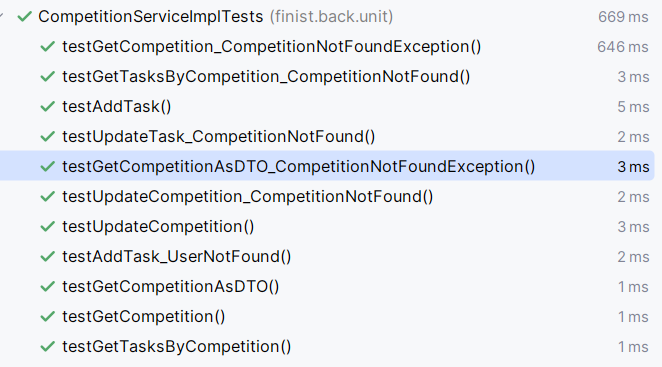 CompetitionServiceImplTests (finist.back.unit) 669 ms
testGetCompetition_CompetitionNotFoundException() 646 ms
testGetTasksByCompetition_CompetitionNotFound() 3 ms
testAddTask() 5 ms
testUpdateTask_CompetitionNotFound() 2 ms
testGetCompetitionAsDTO_CompetitionNotFoundException() 3 ms
testUpdateCompetition_CompetitionNotFound() 2 ms
testUpdateCompetition() 3 ms
testAddTask_UserNotFound() 2 ms
testGetCompetitionAsDTO() 1 ms
testGetCompetition() 1 ms
testGetTasksByCompetition() 1 ms